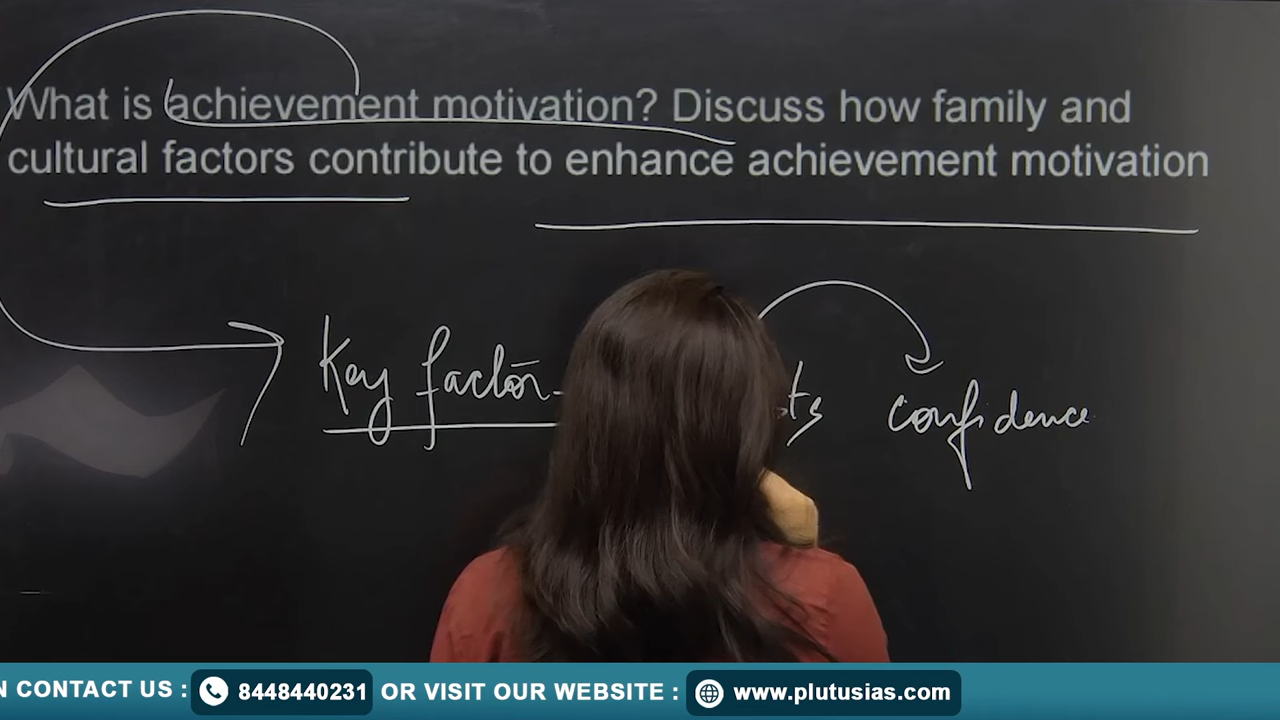 What is achievement motivation? Discuss how family and
cultural factors contribute to enhance achievement motivation
Key factor
confidence
N CONTACT US : 8448440231 OR VISIT OUR WEBSITE : www.plutusias.com